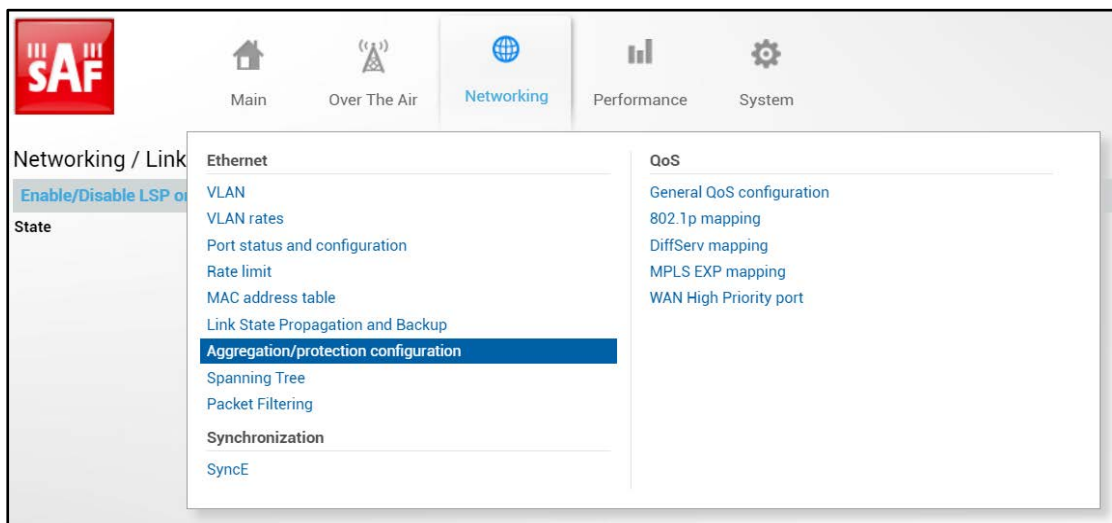 SAF
Main
Over The Air
Networking
Performance
System
Networking / Link
Enable/Disable LSP
State
Ethernet
VLAN
VLAN rates
Port status and configuration
Rate limit
MAC address table
Link State Propagation and Backup
Aggregation/protection configuration
Spanning Tree
Packet Filtering
Synchronization
SyncE
QoS
General QoS configuration
802.1p mapping
DiffServ mapping
MPLS EXP mapping
WAN High Priority port